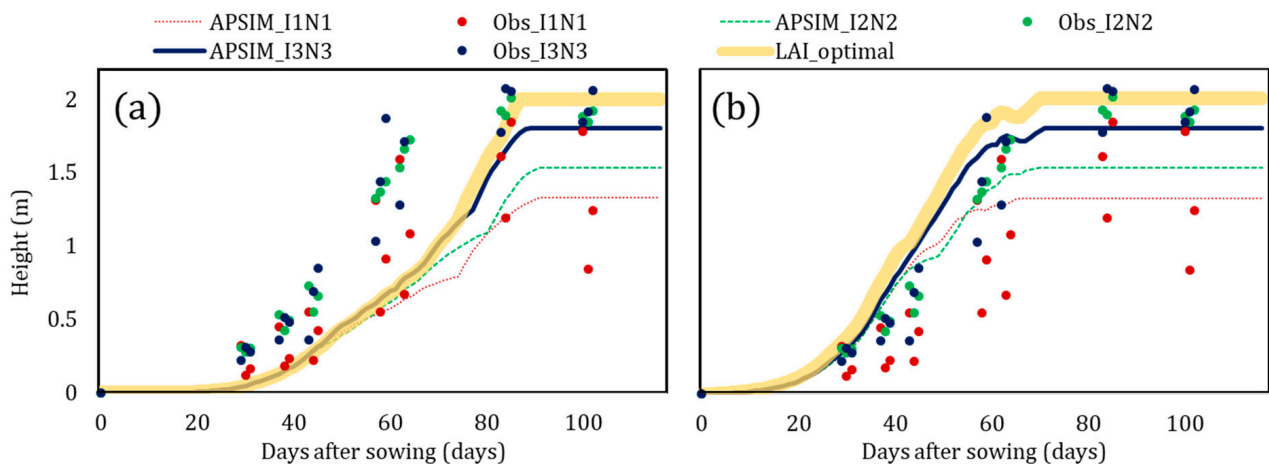 APSIM_I1N1 Obs_I1N1 APSIM_I2N2 Obs_I2N2
APSIM_I3N3 Obs_I3N3 LAI_optimal
(a) (b)
Height (m)
2
1.5
1
0.5
0
0 20 40 60 80 100 0 20 40 60 80 100
Days after sowing (days) Days after sowing (days)